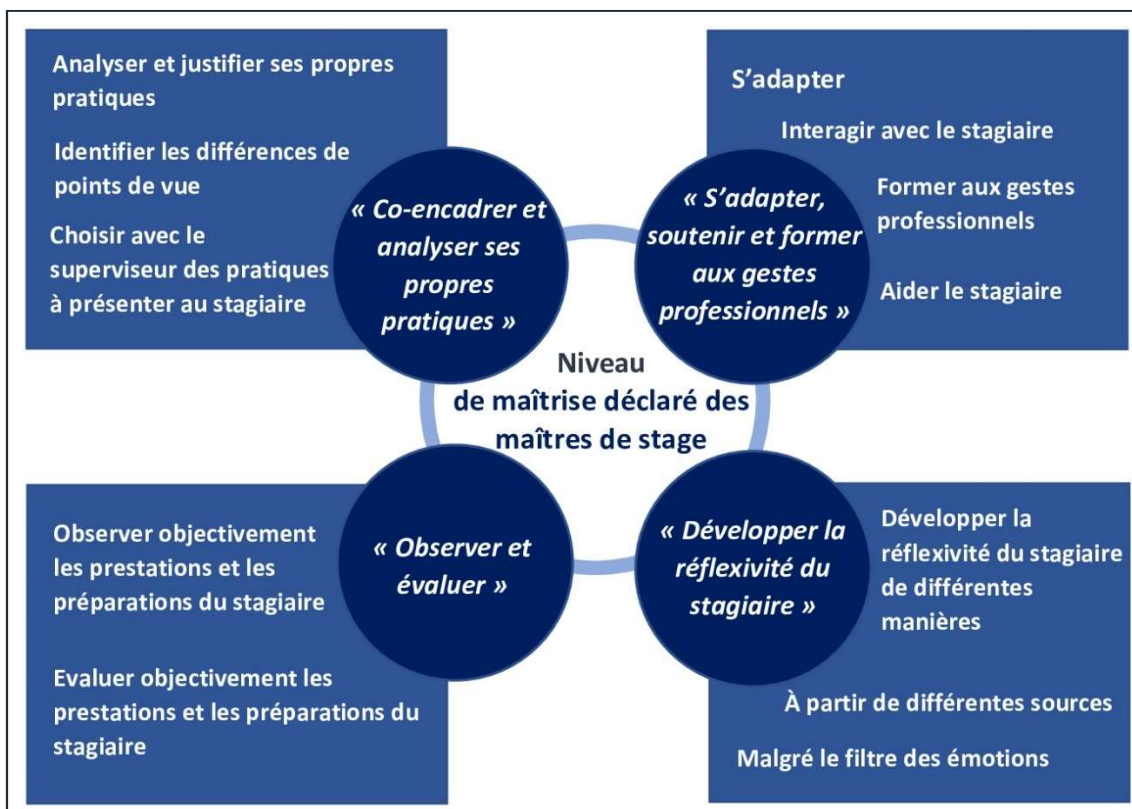 Analyser et justifier ses propres
pratiques
Identifier les différences de
points de vue
Choisir avec le
superviseur des pratiques
à présenter au stagiaire
« Co-encadrer et
analyser ses
propres
pratiques »
S’adapter
Interagir avec le stagiaire
Former aux gestes
professionnels
Aider le stagiaire
« S’adapter,
soutenir et former
aux gestes
professionnels »
Niveau
de maîtrise déclaré des
maîtres de stage
Observer objectivement
les prestations et les
préparations du stagiaire
Evaluer objectivement les
prestations et les préparations du
stagiaire
« Observer et
évaluer »
« Développer la
réflexivité du
stagiaire »
Développer la
réflexivité du stagiaire
de différentes
manières
À partir de différentes sources
Malgré le filtre des émotions